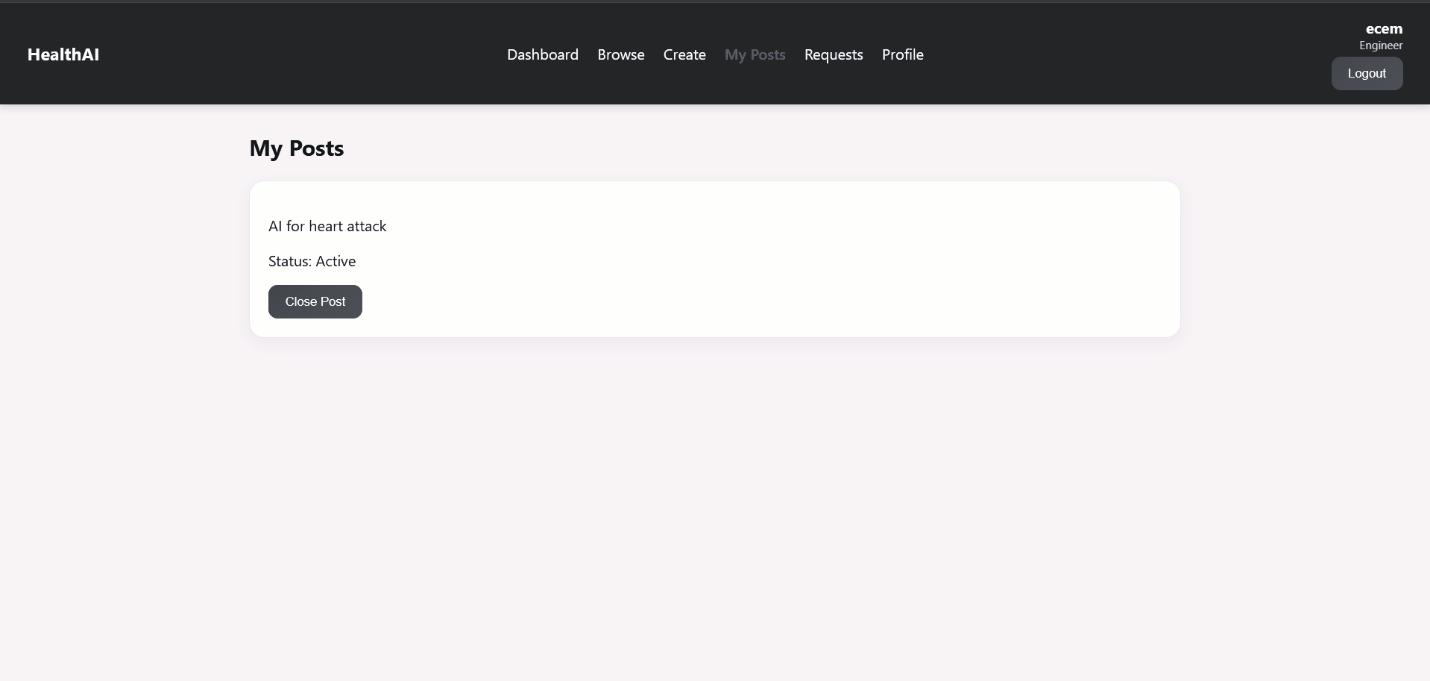 HealthAI
Dashboard Browse Create My Posts Requests Profile
ecem
Engineer
Logout
My Posts
AI for heart attack
Status: Active
Close Post